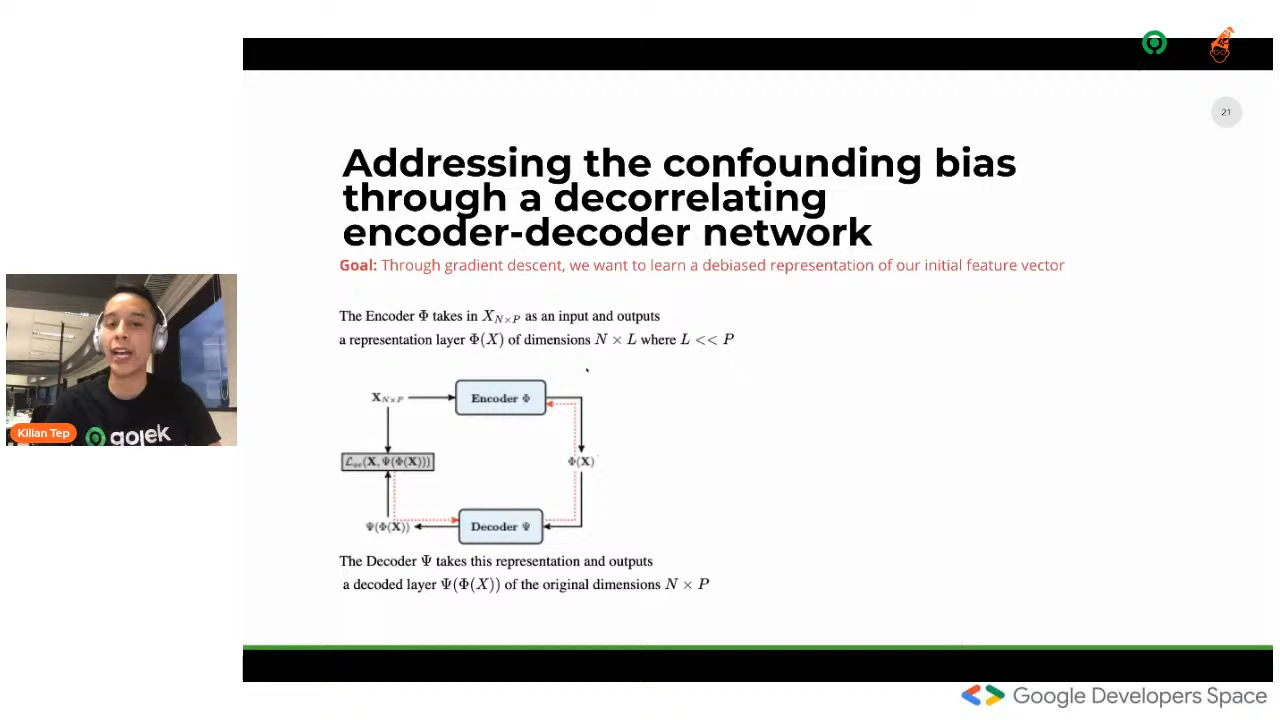 21
Addressing the confounding bias
through a decorrelating
encoder-decoder network
Goal: Through gradient descent, we want to learn a debiased representation of our initial feature vector
The Encoder Φ takes in X_{N×P} as an input and outputs
a representation layer Φ(X) of dimensions N × L where L << P
X_{N×P}
Encoder Φ
L_{ae}(X, Ψ(Φ(X)))
Φ(X)
Ψ(Φ(X))
Decoder Ψ
The Decoder Ψ takes this representation and outputs
a decoded layer Ψ(Φ(X)) of the original dimensions N × P
gojek
Kilian Tep
Google Developers Space